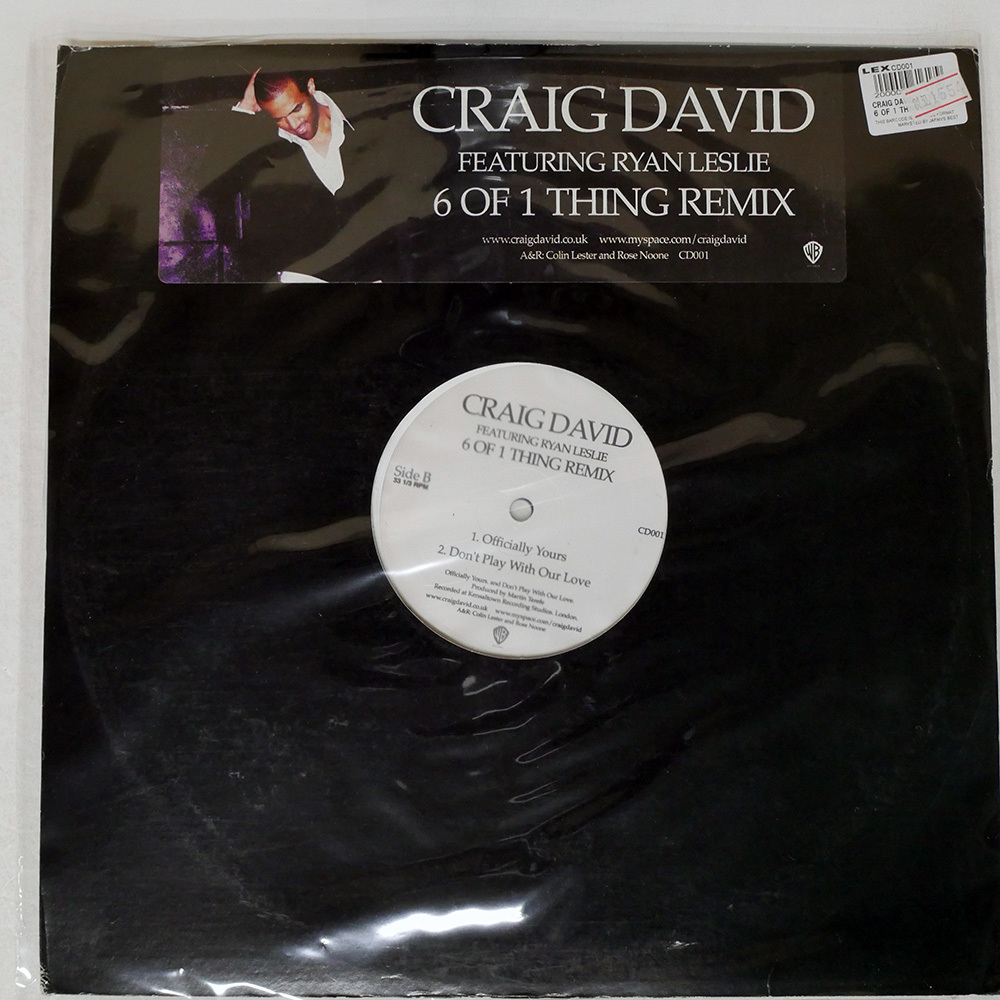 CRAIG DAVID
FEATURING RYAN LESLIE
6 OF 1 THING REMIX
www.craigdavid.co.uk www.myspace.com/craigdavid
A&R: Colin Lester and Rose Noone CD001
WB
LEX CD001
CRAIG DA
6 OF 1 TH
CRAIG DAVID
FEATURING RYAN LESLIE
6 OF 1 THING REMIX
Side B
33 1/3 RPM
CD001
1. Officially Yours
2. Don't Play With Our Love
Officially Yours, and Don't Play With Our Love,
Produced by Martin Terefe
Recorded at Kensaltown Recording Studios, London.
www.craigdavid.co.uk www.myspace.com/craigdavid
A&R: Colin Lester and Rose Noone
WB